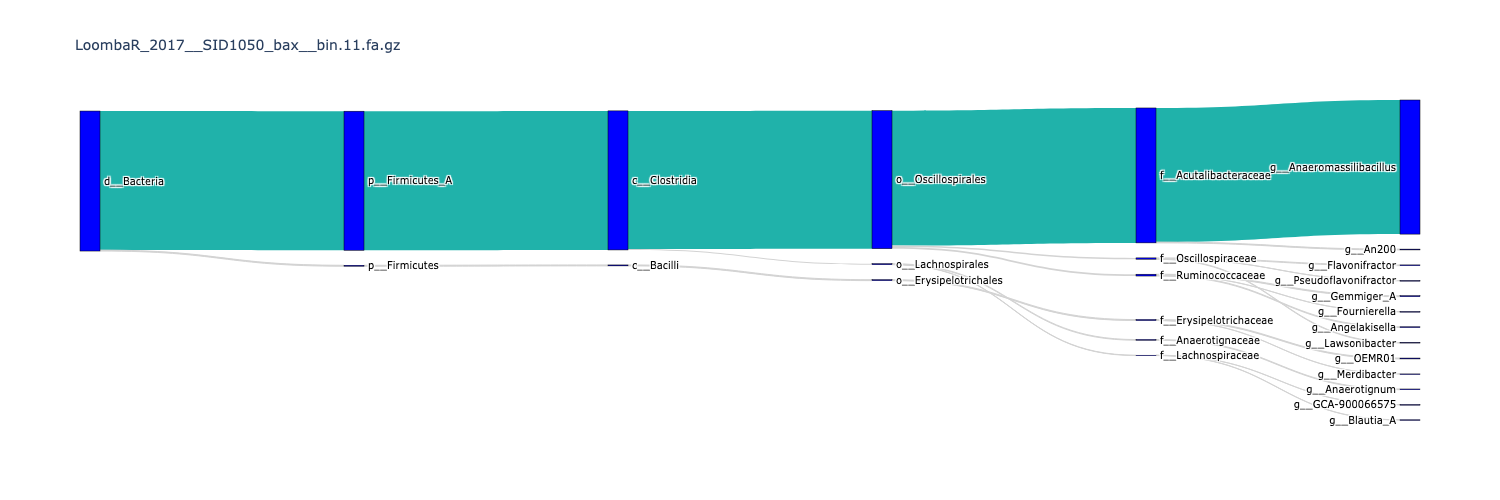 LoombaR_2017__SID1050_bax__bin.11.fa.gz
d__Bacteria
p__Firmicutes_A
p__Firmicutes
c__Clostridia
c__Bacilli
o__Oscillospirales
o__Lachnospirales
o__Erysipelotrichales
f__Acutalibacteraceae
f__Oscillospiraceae
f__Ruminococcaceae
f__Erysipelotrichaceae
f__Anaerotignaceae
f__Lachnospiraceae
g__Anaeromassilibacillus
g__An200
g__Flavonifractor
g__Pseudoflavonifractor
g__Gemmiger_A
g__Fournierella
g__Angelakisella
g__Lawsonibacter
g__OEMR01
g__Merdibacter
g__Anaerotignum
g__GCA-900066575
g__Blautia_A